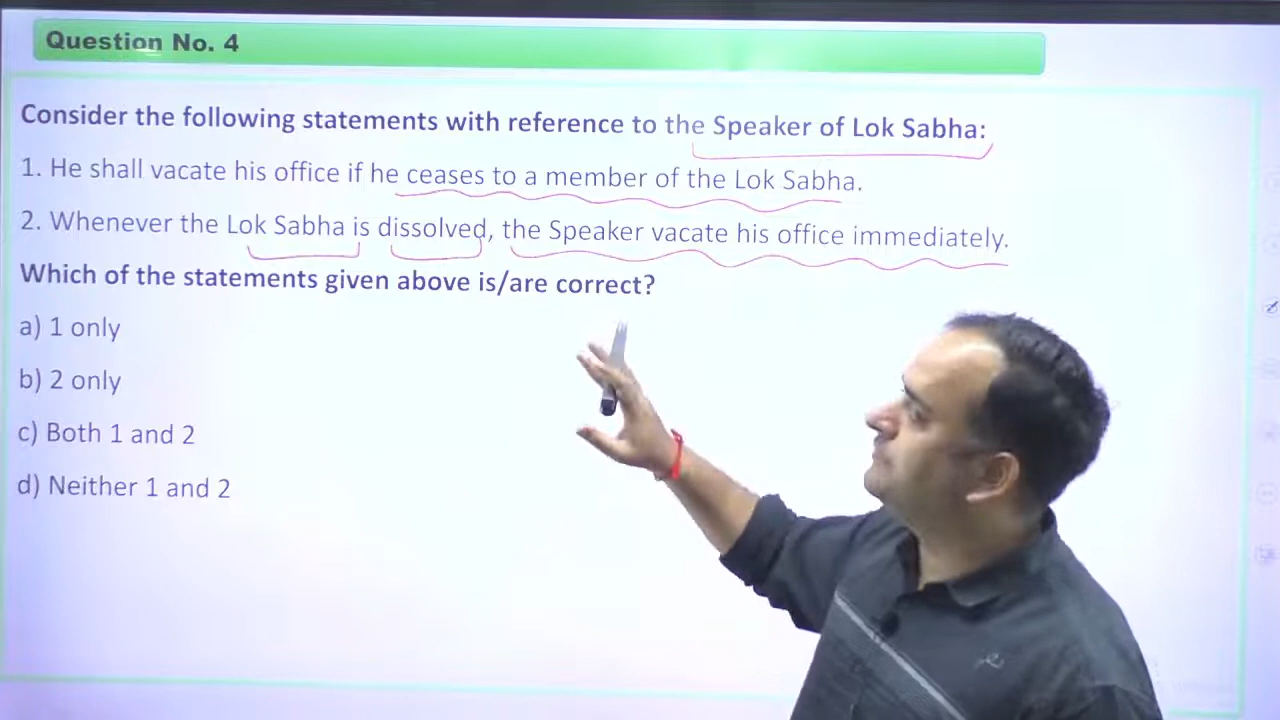 Question No. 4
Consider the following statements with reference to the Speaker of Lok Sabha:
1. He shall vacate his office if he ceases to a member of the Lok Sabha.
2. Whenever the Lok Sabha is dissolved, the Speaker vacate his office immediately.
Which of the statements given above is/are correct?
a) 1 only
b) 2 only
c) Both 1 and 2
d) Neither 1 and 2